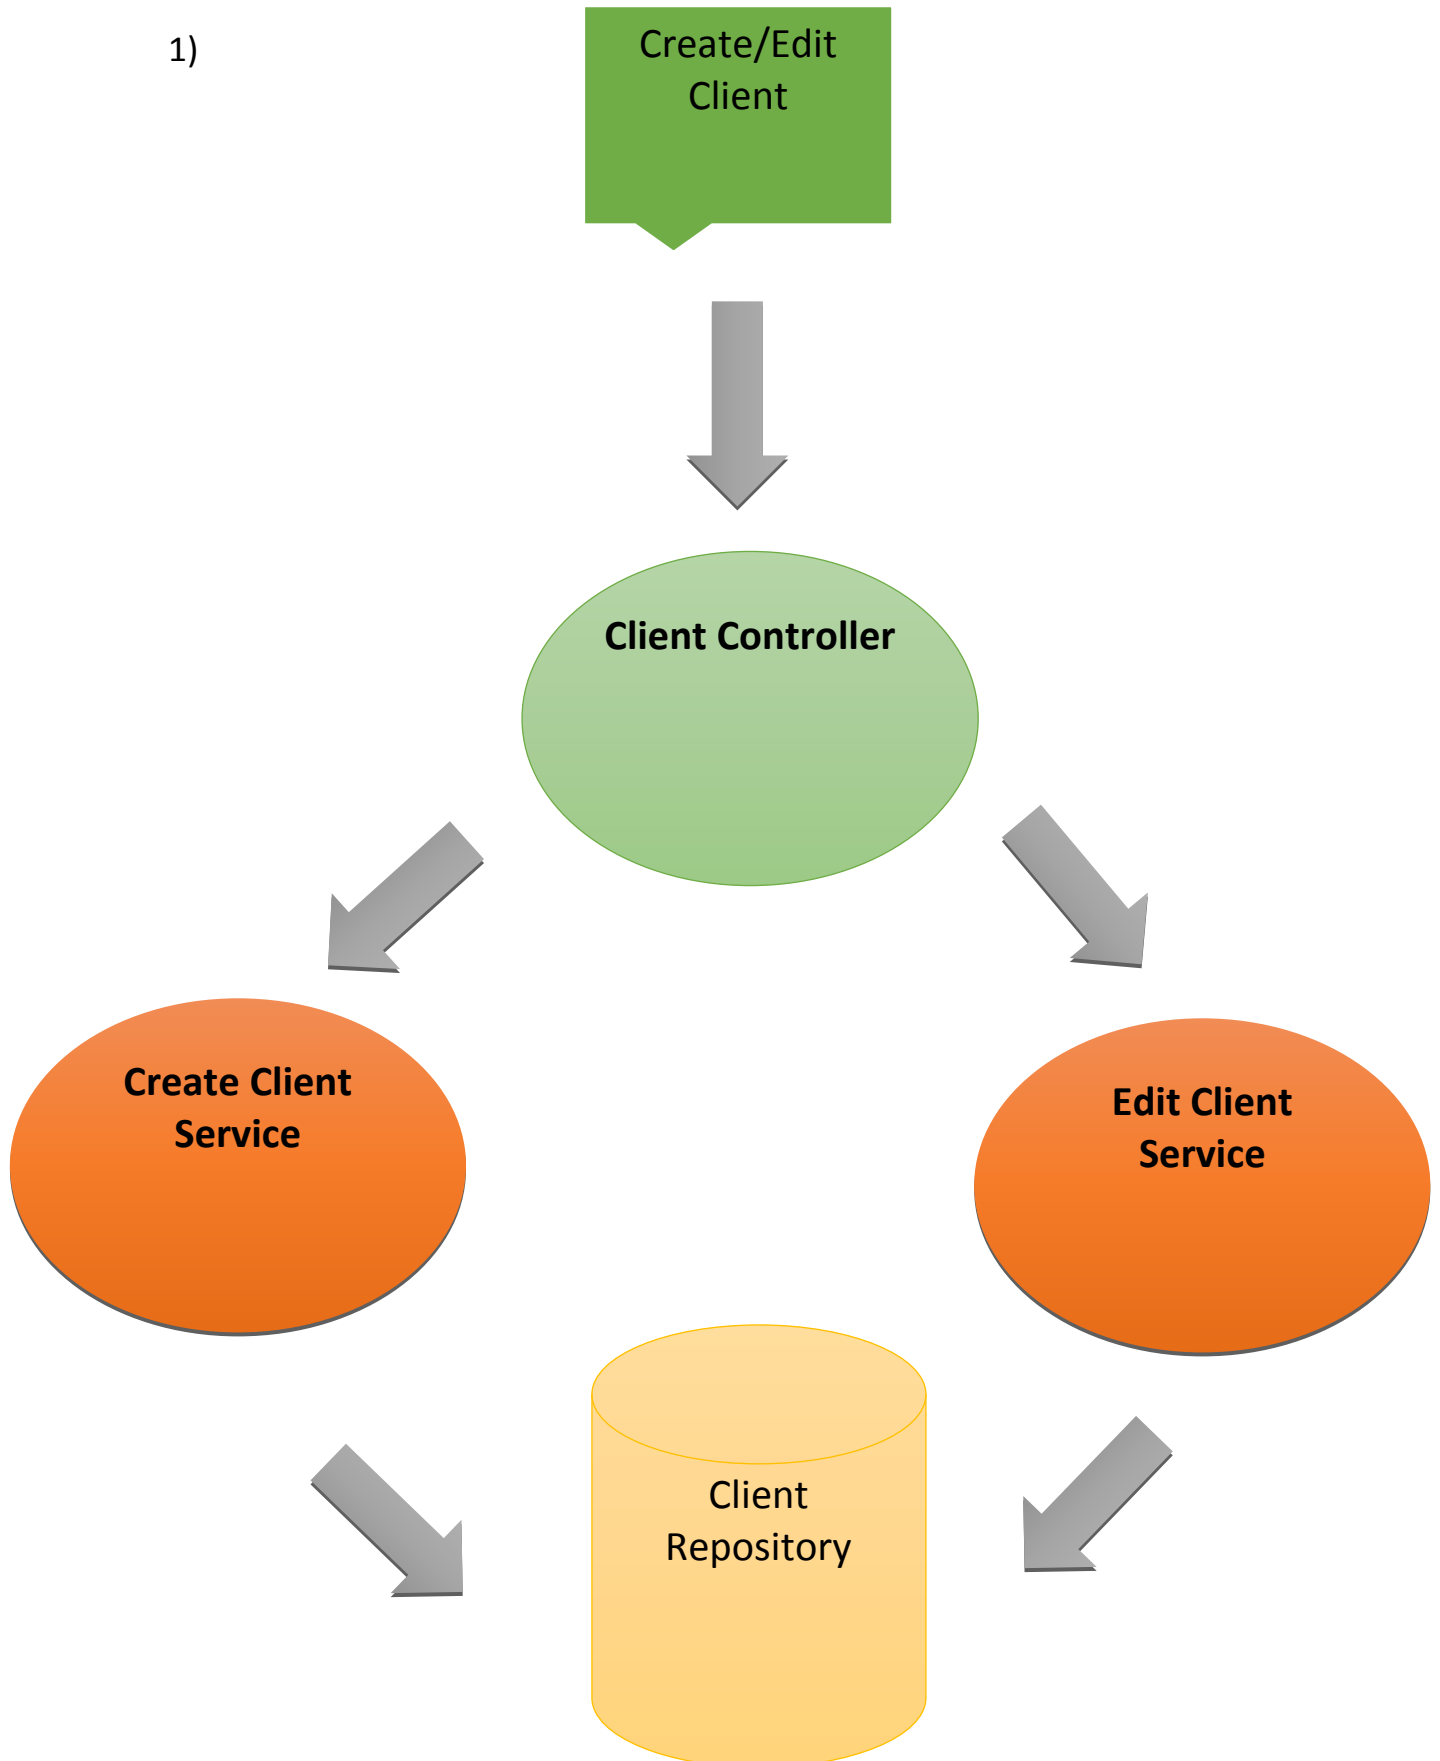 1)
Create/Edit
Client
Client Controller
Create Client
Service
Edit Client
Service
Client
Repository